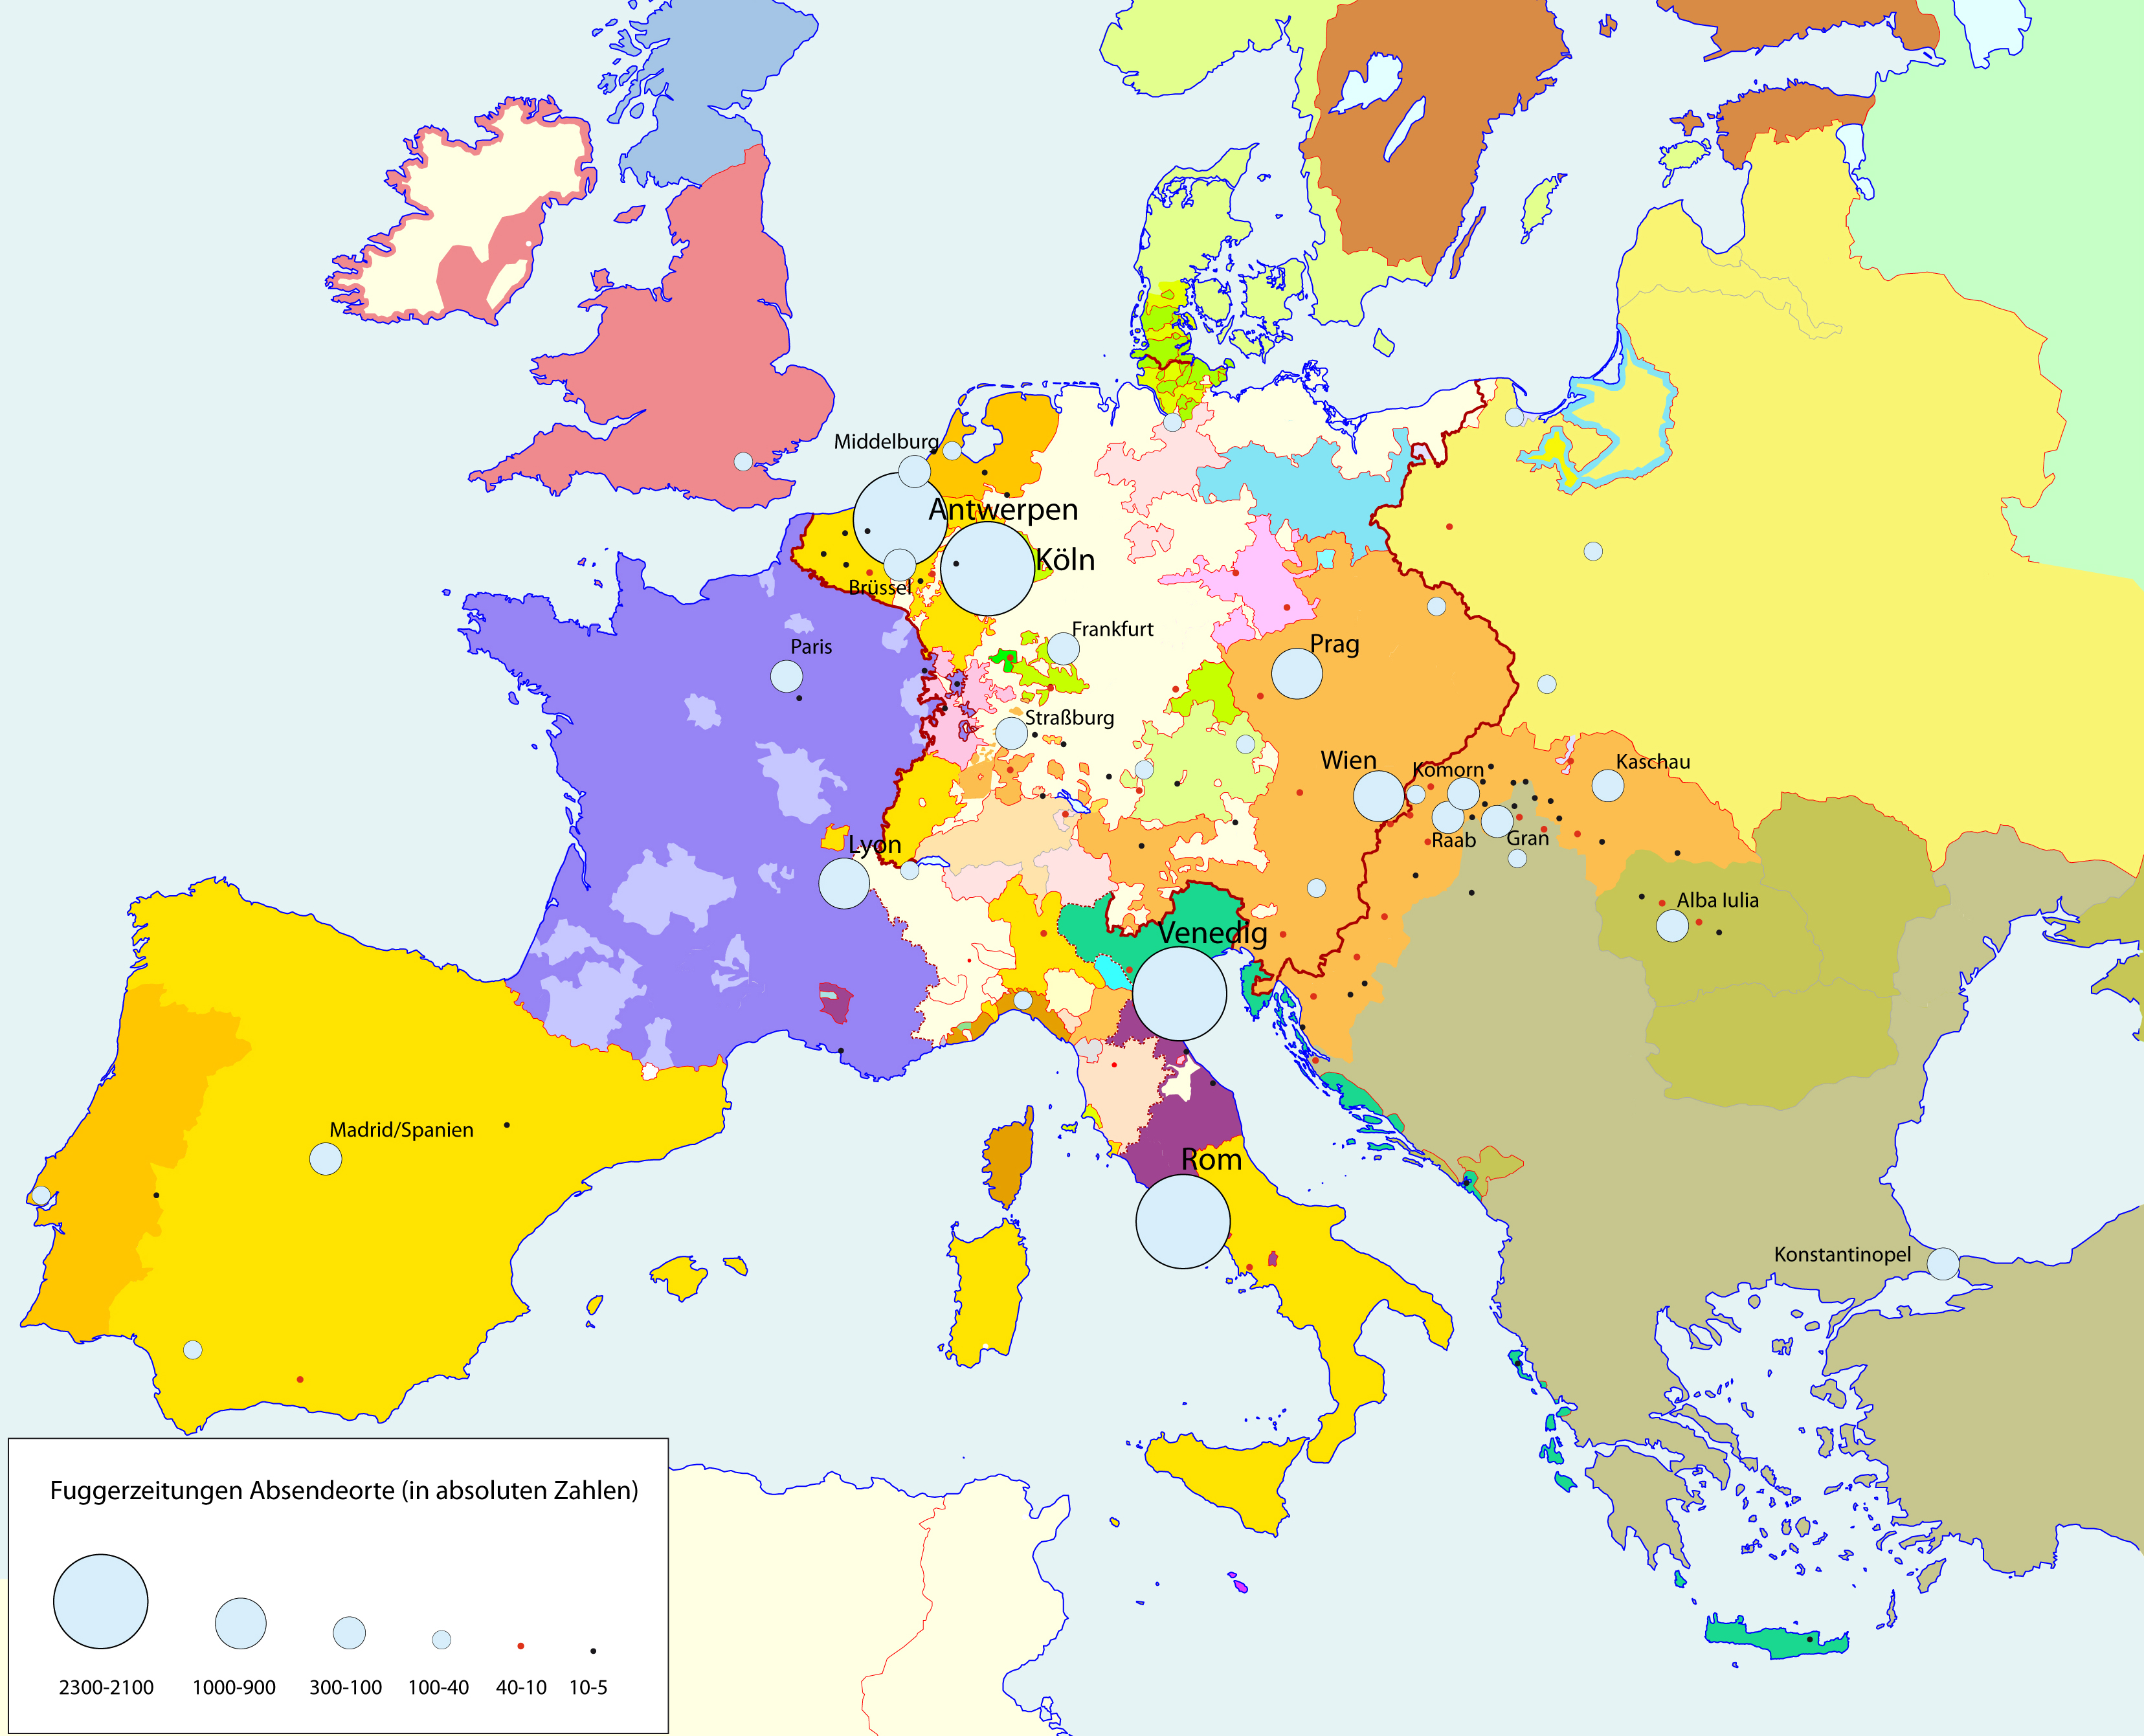 Middelburg
Antwerpen
Köln
Brüssel
Frankfurt
Paris
Prag
Straßburg
Wien
Komorn
Kaschau
Raab
Gran
Lyon
Alba Iulia
Venedig
Madrid/Spanien
Rom
Konstantinopel
Fuggerzeitungen Absendeorte (in absoluten Zahlen)
2300-2100 1000-900 300-100 100-40 40-10 10-5